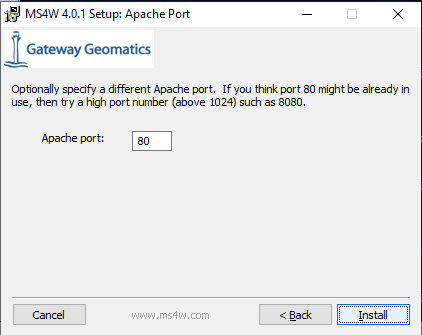 MS4W 4.0.1 Setup: Apache Port
Gateway Geomatics
Optionally specify a different Apache port. If you think port 80 might be already in
use, then try a high port number (above 1024) such as 8080.
Apache port: 80
Cancel www.ms4w.com < Back Install